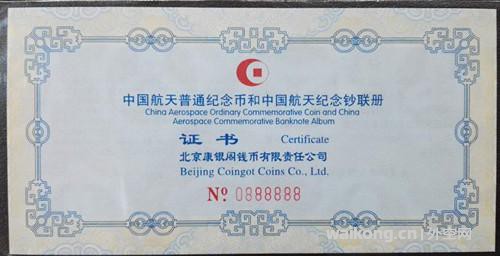 中国航天普通纪念币和中国航天纪念钞联册
China Aerospace Ordinary Commemorative Coin and China
Aerospace Commemorative Banknote Album
证书 Certificate
北京康银阁钱币有限责任公司
Beijing Coingot Coins Co., Ltd.
No 0888888
waikong.cn|外空网